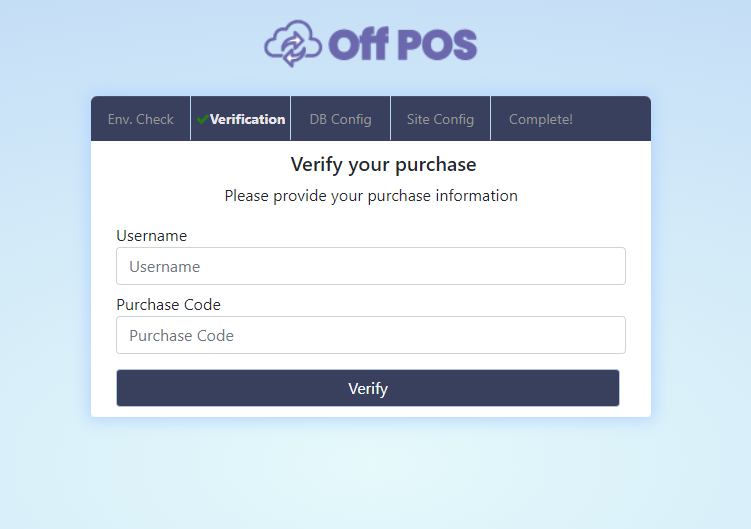 Off POS
Env. Check Verification DB Config Site Config Complete!
Verify your purchase
Please provide your purchase information
Username
Username
Purchase Code
Purchase Code
Verify